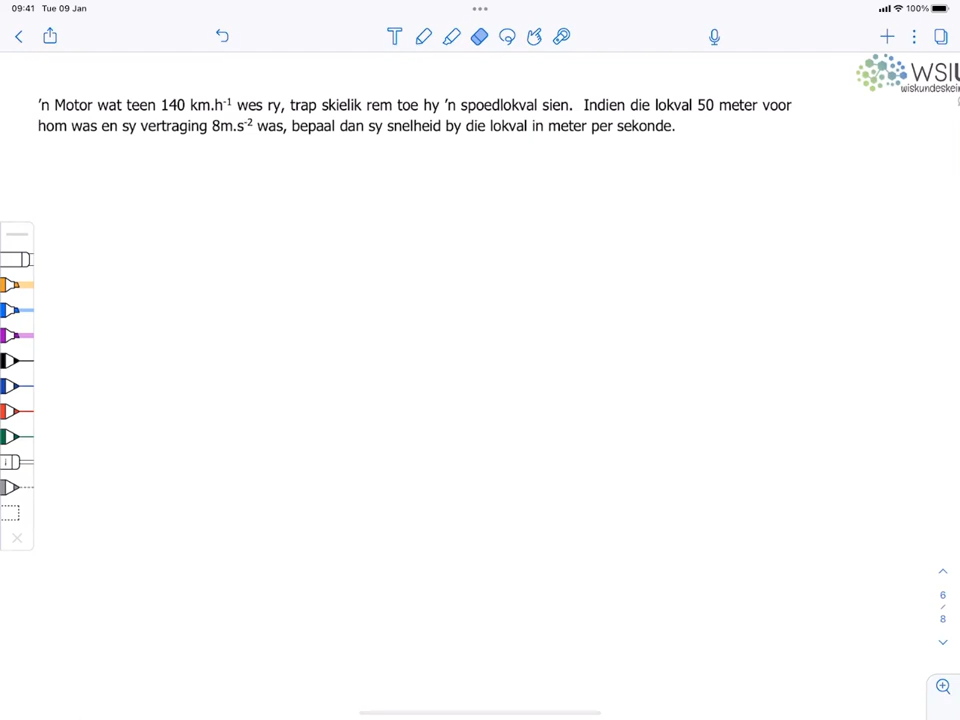 09:41 Tue 09 Jan
100%
WSI
wiskundeskei
'n Motor wat teen 140 km.h⁻¹ wes ry, trap skielik rem toe hy 'n spoedlokval sien. Indien die lokval 50 meter voor
hom was en sy vertraging 8m.s⁻² was, bepaal dan sy snelheid by die lokval in meter per sekonde.
6
/
8